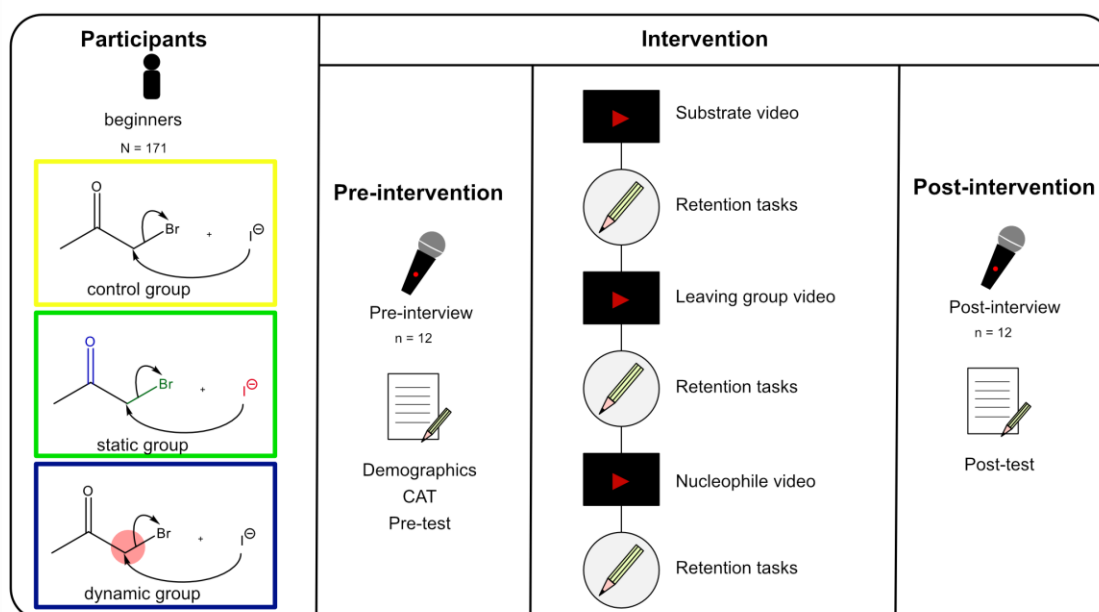 Participants
beginners
N = 171
O
Br
+
I⊖
control group
O
Br
+
I⊖
static group
O
Br
+
I⊖
dynamic group
Intervention
Pre-intervention
Pre-interview
n = 12
Demographics
CAT
Pre-test
Substrate video
Retention tasks
Leaving group video
Retention tasks
Nucleophile video
Retention tasks
Post-intervention
Post-interview
n = 12
Post-test